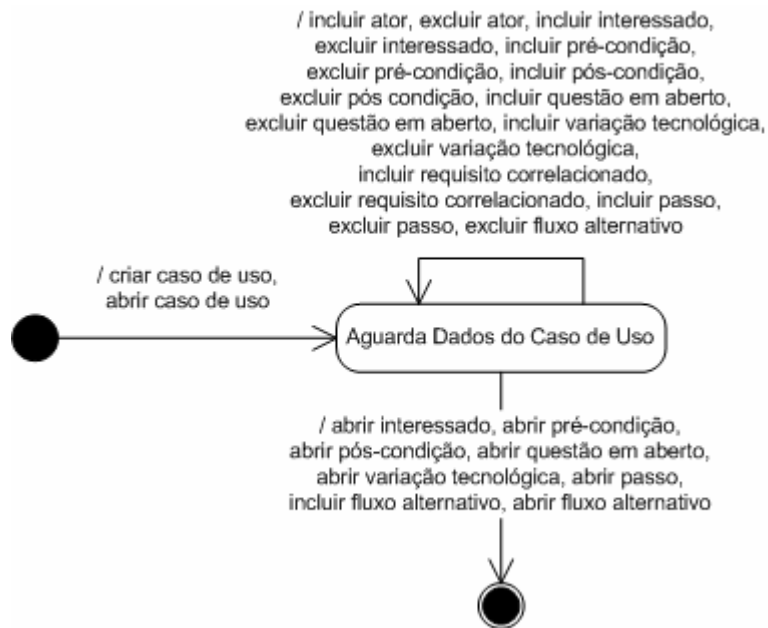 / incluir ator, excluir ator, incluir interessado,
excluir interessado, incluir pré-condição,
excluir pré-condição, incluir pós-condição,
excluir pós condição, incluir questão em aberto,
excluir questão em aberto, incluir variação tecnológica,
excluir variação tecnológica,
incluir requisito correlacionado,
excluir requisito correlacionado, incluir passo,
excluir passo, excluir fluxo alternativo
/ criar caso de uso,
abrir caso de uso
Aguarda Dados do Caso de Uso
/ abrir interessado, abrir pré-condição,
abrir pós-condição, abrir questão em aberto,
abrir variação tecnológica, abrir passo,
incluir fluxo alternativo, abrir fluxo alternativo